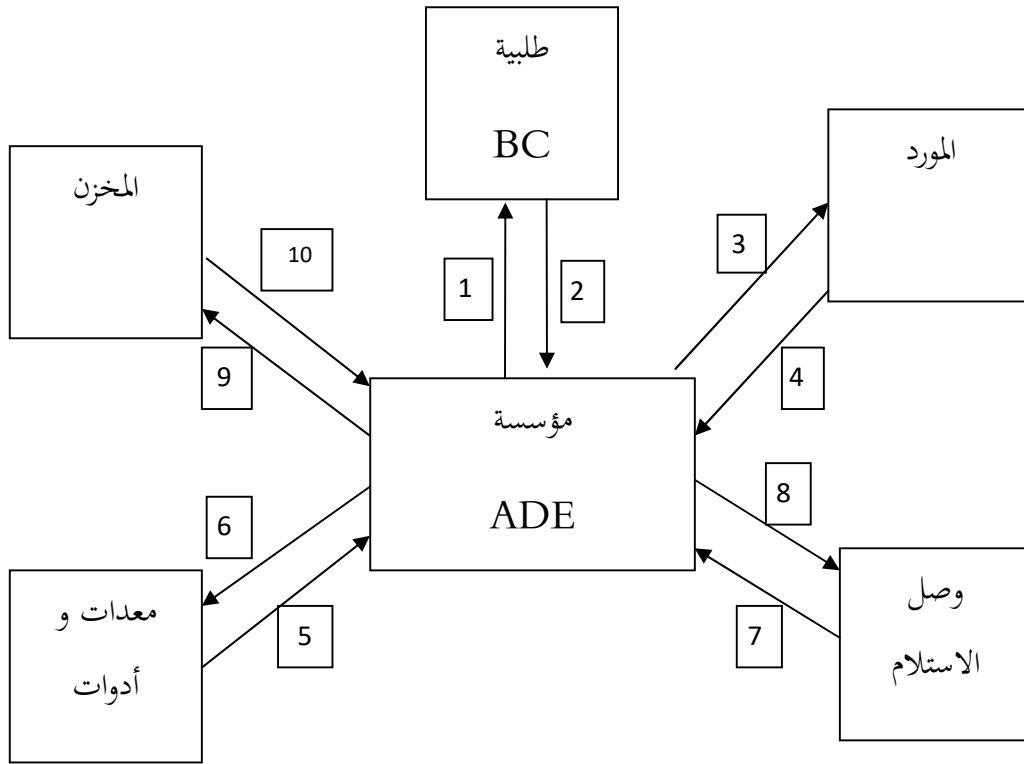 طلبية
BC
المورد
المخزن
3
10
1
2
9
4
مؤسسة
ADE
8
6
وصل
الاستلام
معدات و
أدوات
5
7